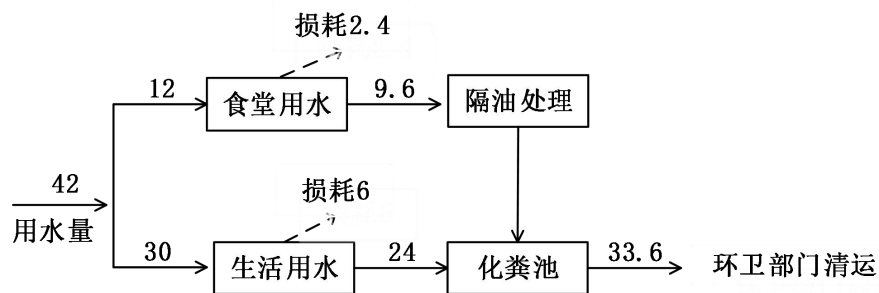 损耗2.4
12
食堂用水
9.6
隔油处理
42
用水量
损耗6
30
生活用水
24
化粪池
33.6
环卫部门清运